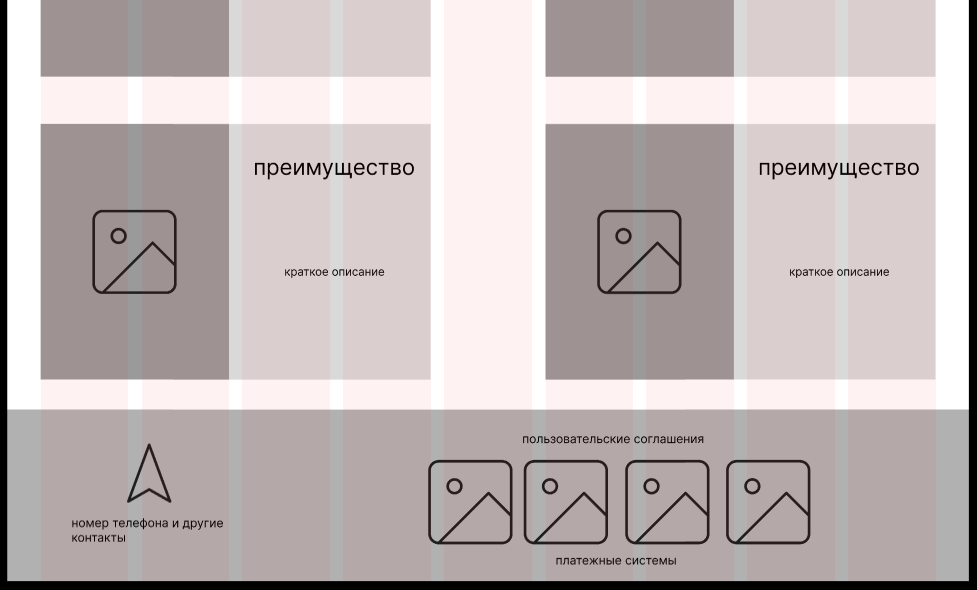 преимущество
краткое описание
преимущество
краткое описание
номер телефона и другие
контакты
пользовательские соглашения
платежные системы